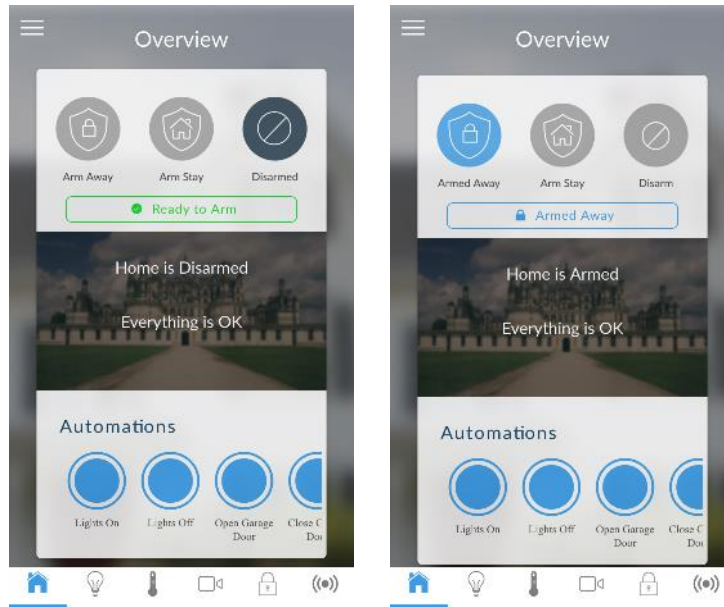 Overview
Arm Away
Arm Stay
Disarmed
Ready to Arm
Home is Disarmed
Everything is OK
Automations
Lights On
Lights Off
Open Garage
Door
Close
Overview
Armed Away
Arm Stay
Disarm
Armed Away
Home is Armed
Everything is OK
Automations
Lights On
Lights Off
Open Garage
Door
Close